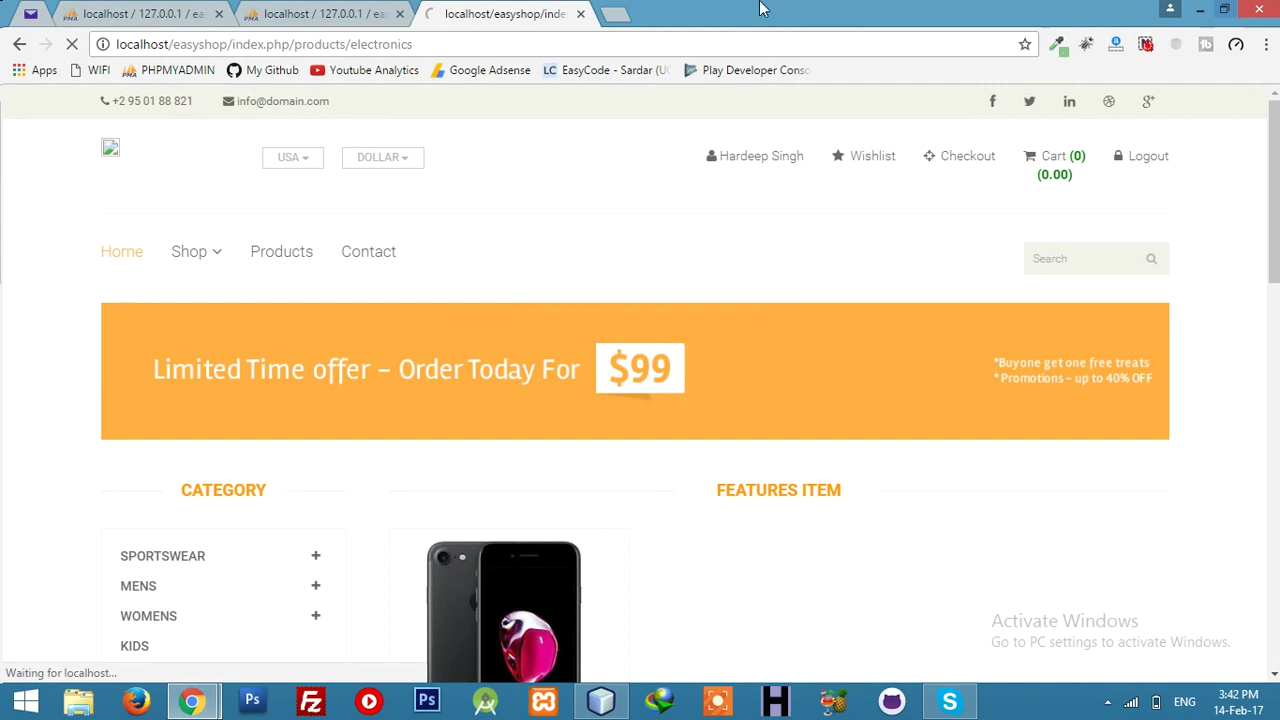 localhost / 127.0.0.1 / ea
localhost / 127.0.0.1 / ea
localhost/easyshop/inde
localhost/easyshop/index.php/products/electronics
Apps
WIFI
PHPMYADMIN
My Github
Youtube Analytics
Google Adsense
EasyCode - Sardar (UC
Play Developer Conso
+2 95 01 88 821
info@domain.com
USA
DOLLAR
Hardeep Singh
Wishlist
Checkout
Cart (0)
(0.00)
Logout
Home
Shop
Products
Contact
Search
Limited Time offer – Order Today For $99
*Buy one get one free treats
* Promotions – up to 40% OFF
CATEGORY
FEATURES ITEM
SPORTSWEAR
MENS
WOMENS
KIDS
Activate Windows
Go to PC settings to activate Windows.
Waiting for localhost...
ENG
3:42 PM
14-Feb-17